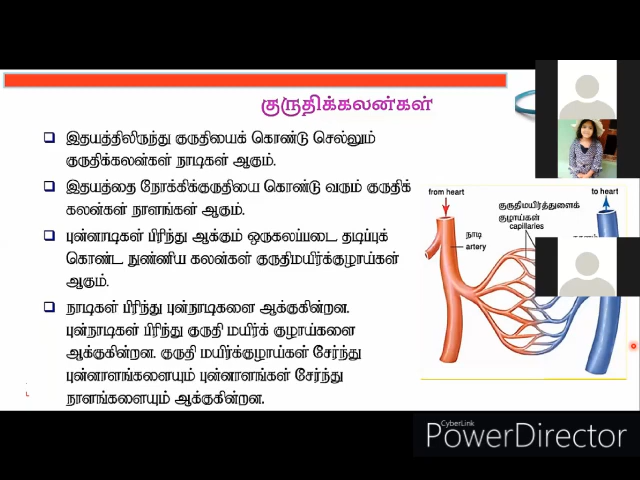 குருதிக்கலன்கள்
இதயத்திலிருந்து குருதியைக் கொண்டு செல்லும்
குருதிக்கலன்கள் நாடிகள் ஆகும்.
இதயத்தை நோக்கிக்குருதியை கொண்டு வரும் குருதிக்
கலன்கள் நாளங்கள் ஆகும்.
புன்னாடிகள் பிரிந்து ஆக்கும் ஒருகலப்படை தடிப்புக்
கொண்ட நுண்ணிய கலன்கள் குருதிமயிர்க்குழாய்கள்
ஆகும்.
நாடிகள் பிரிந்து புன்நாடிகளை ஆக்குகின்றன.
புன்நாடிகள் பிரிந்து குருதி மயிர்க் குழாய்களை
ஆக்குகின்றன. குருதி மயிர்க்குழாய்கள் சேர்ந்து
புன்னாளங்களையும் புன்னாளங்கள் சேர்ந்து
நாளங்களையும் ஆக்குகின்றன.
from heart
to heart
குருதிமயிர்த்துளைக்
குழாய்கள்
capillaries
நாடி
artery
CyberLink
PowerDirector